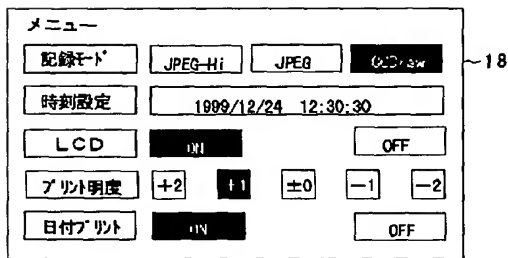 メニュー
記録モード JPEG-Hi JPEG CCDraw
時刻設定 1999/12/24 12:30:30
LCD ON OFF
プリント明度 +2 +1 ±0 -1 -2
日付プリント ON OFF
18